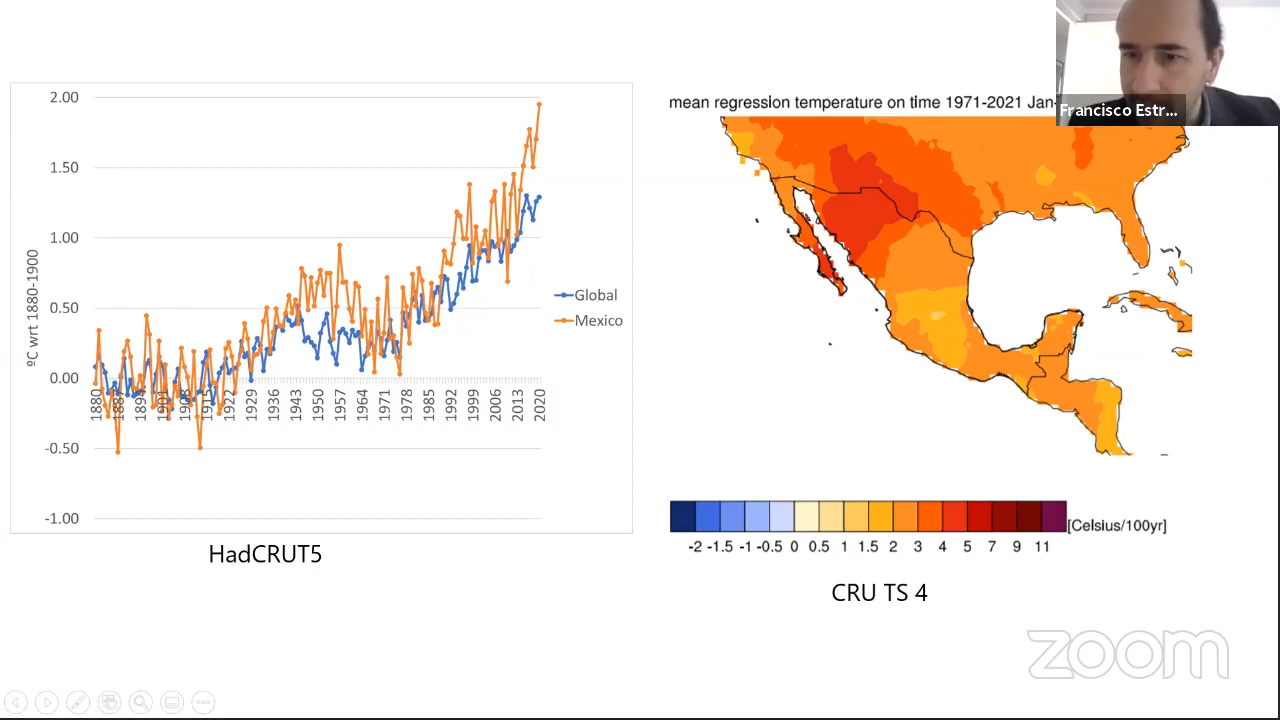 Francisco Estr...
mean regression temperature on time 1971-2021 Jan-
2.00
1.50
1.00
0.50
0.00
-0.50
-1.00
ºC wrt 1880-1900
1880
1887
1901
1915
1922
1929
1936
1943
1950
1957
1964
1971
1978
1985
1992
1999
2006
2013
2020
Global
Mexico
HadCRUT5
-2 -1.5 -1 -0.5 0 0.5 1 1.5 2 3 4 5 7 9 11
[Celsius/100yr]
CRU TS 4
zoom